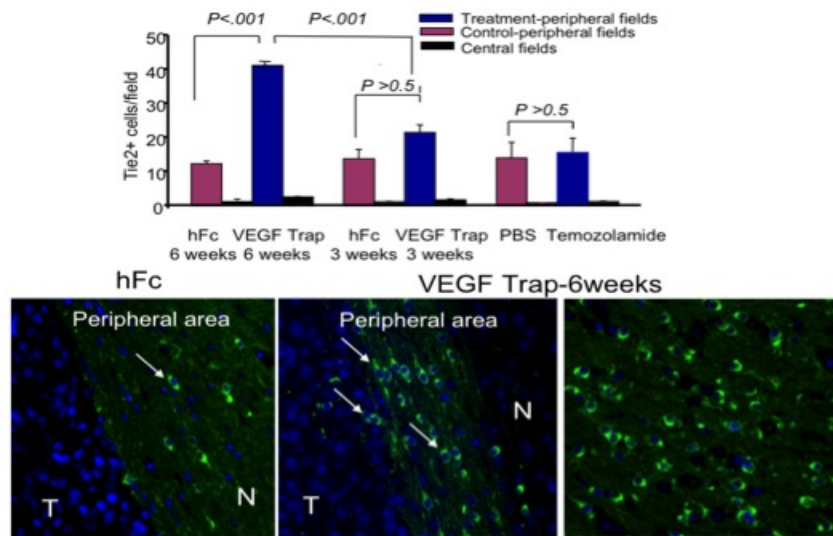 P<.001 P<.001
Treatment-peripheral fields
Control-peripheral fields
Central fields
Tie2+ cells/field
50
40
30
20
10
0
P >0.5
P >0.5
hFc VEGF Trap hFc VEGF Trap PBS Temozolamide
6 weeks 6 weeks 3 weeks 3 weeks
hFc VEGF Trap-6weeks
Peripheral area Peripheral area
N
N
T T